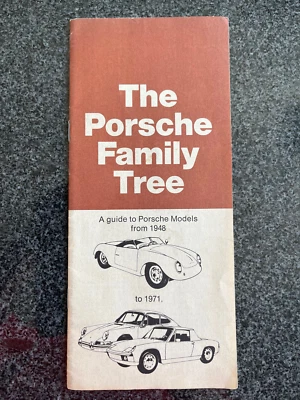 The
Porsche
Family
Tree
A guide to Porsche Models
from 1948
to 1971.